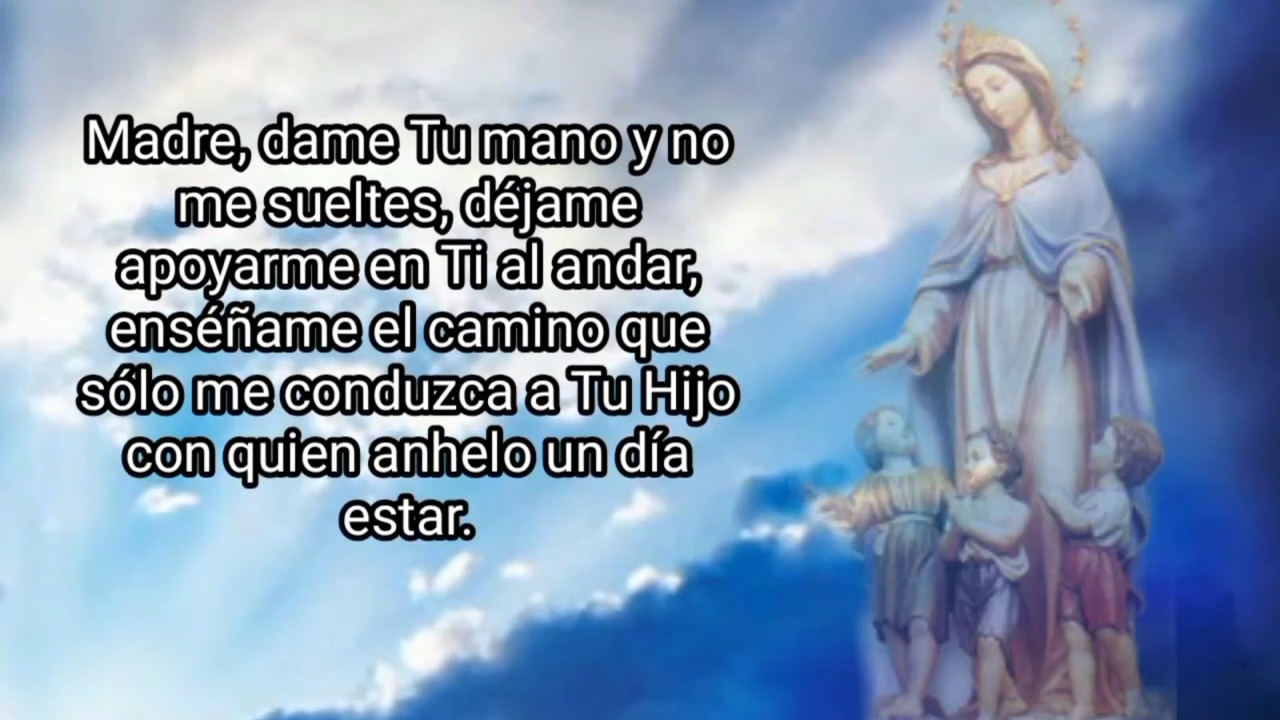 Madre, dame Tu mano y no
me sueltes, déjame
apoyarme en Ti al andar,
enséñame el camino que
sólo me conduzca a Tu Hijo
con quien anhelo un día
estar.